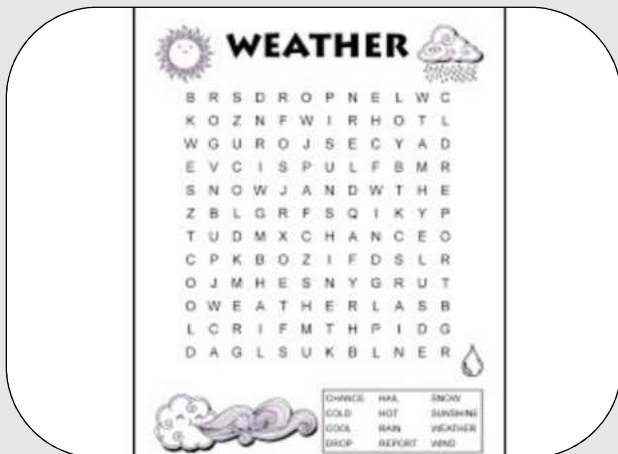 WEATHER
B R S D R O P N E L W C
K O Z N F W I R H O T L
W G U R O J S E C Y A D
E V C I S P U L F B M R
S N O W J A N D W T H E
Z B L G R F S Q I K Y P
T U D M X C H A N C E O
C P K B O Z I F D S L R
O J M H E S N Y G R U T
O W E A T H E R L A S B
L C R I F M T H P I D G
D A G L S U K B L N E R
CHANCE HAIL SNOW
COLD HOT SUNSHINE
COOL RAIN WEATHER
DROP REPORT WIND